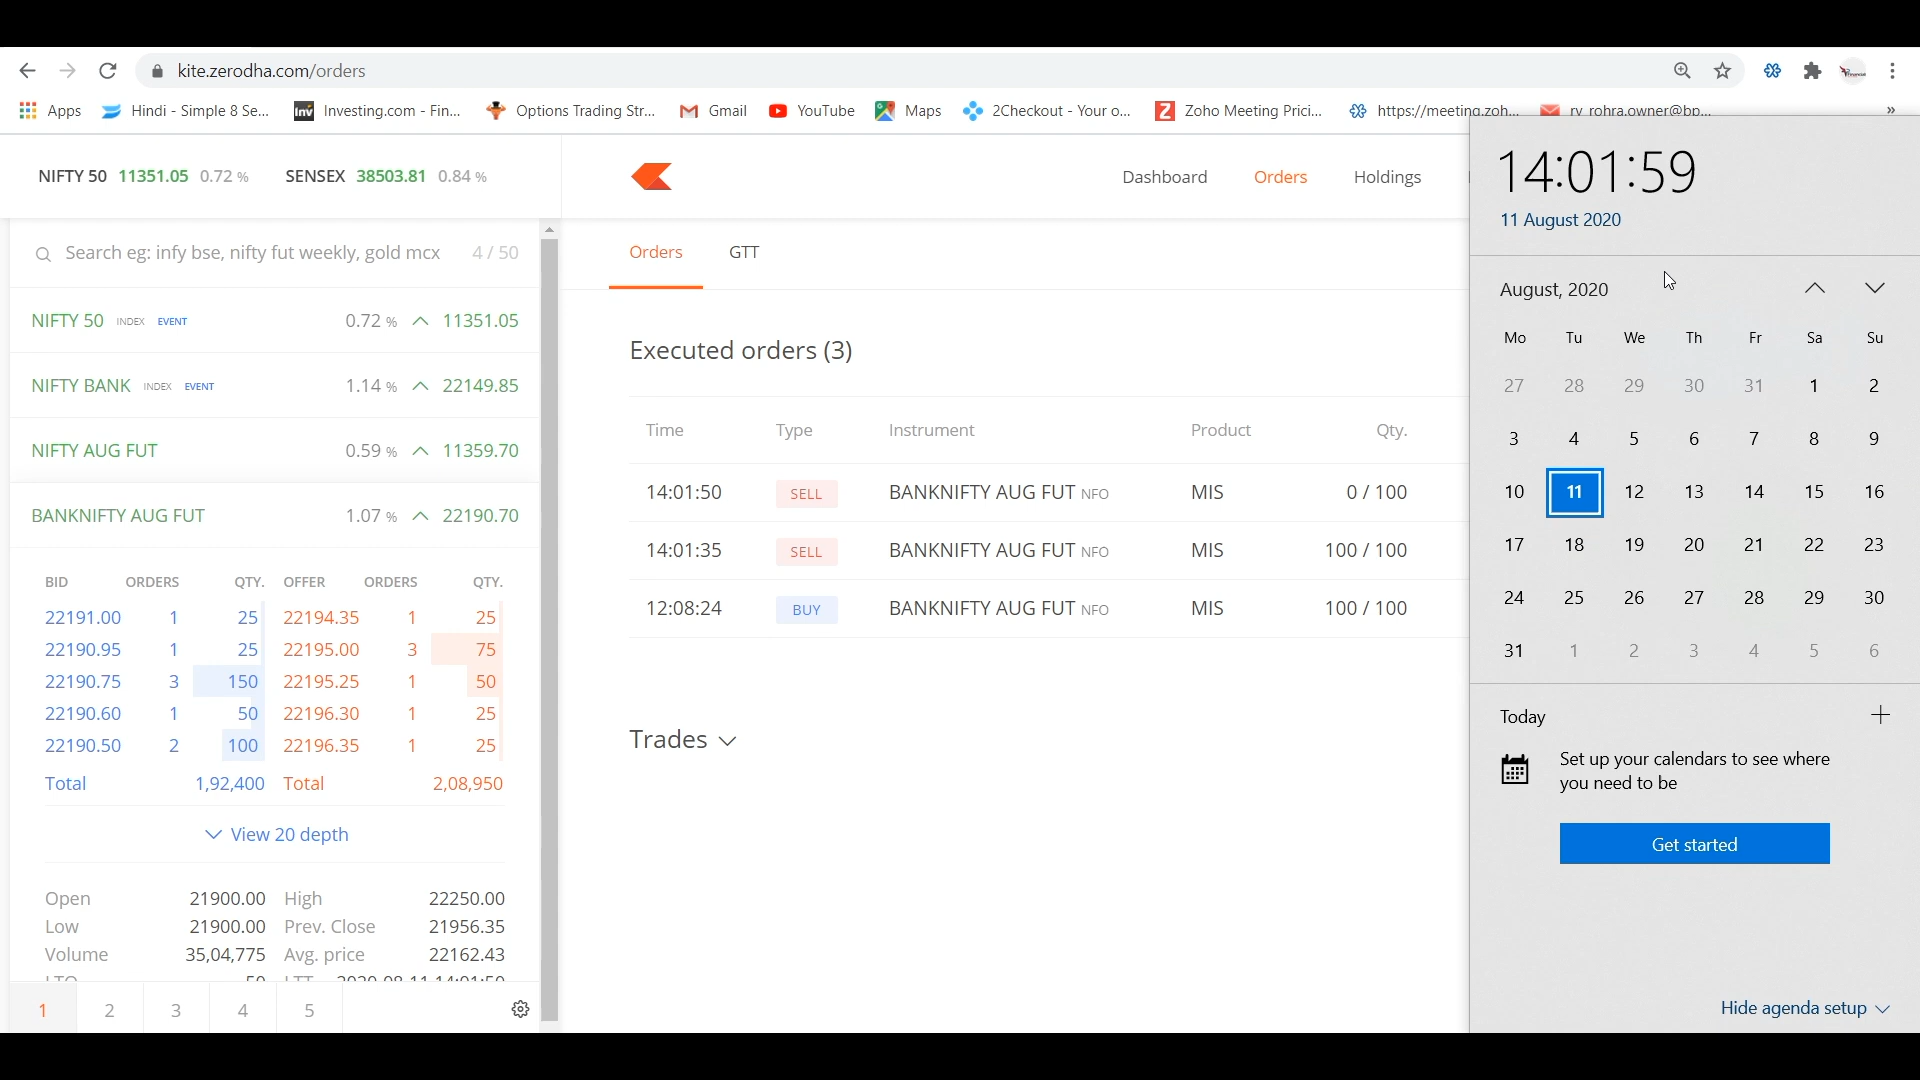 kite.zerodha.com/orders
Apps Hindi - Simple 8 Se... Investing.com - Fin... Options Trading Str... Gmail YouTube Maps 2Checkout - Your o... Zoho Meeting Prici... https://meeting.zoh... rv rohra.owner@bp... »
NIFTY 50 11351.05 0.72 % SENSEX 38503.81 0.84 %
Dashboard Orders Holdings
Search eg: infy bse, nifty fut weekly, gold mcx 4 / 50
NIFTY 50 INDEX EVENT 0.72 % 11351.05
NIFTY BANK INDEX EVENT 1.14 % 22149.85
NIFTY AUG FUT 0.59 % 11359.70
BANKNIFTY AUG FUT 1.07 % 22190.70
BID ORDERS QTY. OFFER ORDERS QTY.
22191.00 1 25 22194.35 1 25
22190.95 1 25 22195.00 3 75
22190.75 3 150 22195.25 1 50
22190.60 1 50 22196.30 1 25
22190.50 2 100 22196.35 1 25
Total 1,92,400 Total 2,08,950
View 20 depth
Open 21900.00 High 22250.00
Low 21900.00 Prev. Close 21956.35
Volume 35,04,775 Avg. price 22162.43
1 2 3 4 5
Orders GTT
Executed orders (3)
Time Type Instrument Product Qty.
14:01:50 SELL BANKNIFTY AUG FUT NFO MIS 0 / 100
14:01:35 SELL BANKNIFTY AUG FUT NFO MIS 100 / 100
12:08:24 BUY BANKNIFTY AUG FUT NFO MIS 100 / 100
Trades
14:01:59
11 August 2020
August, 2020
Mo Tu We Th Fr Sa Su
27 28 29 30 31 1 2
3 4 5 6 7 8 9
10 11 12 13 14 15 16
17 18 19 20 21 22 23
24 25 26 27 28 29 30
31 1 2 3 4 5 6
Today
Set up your calendars to see where
you need to be
Get started
Hide agenda setup